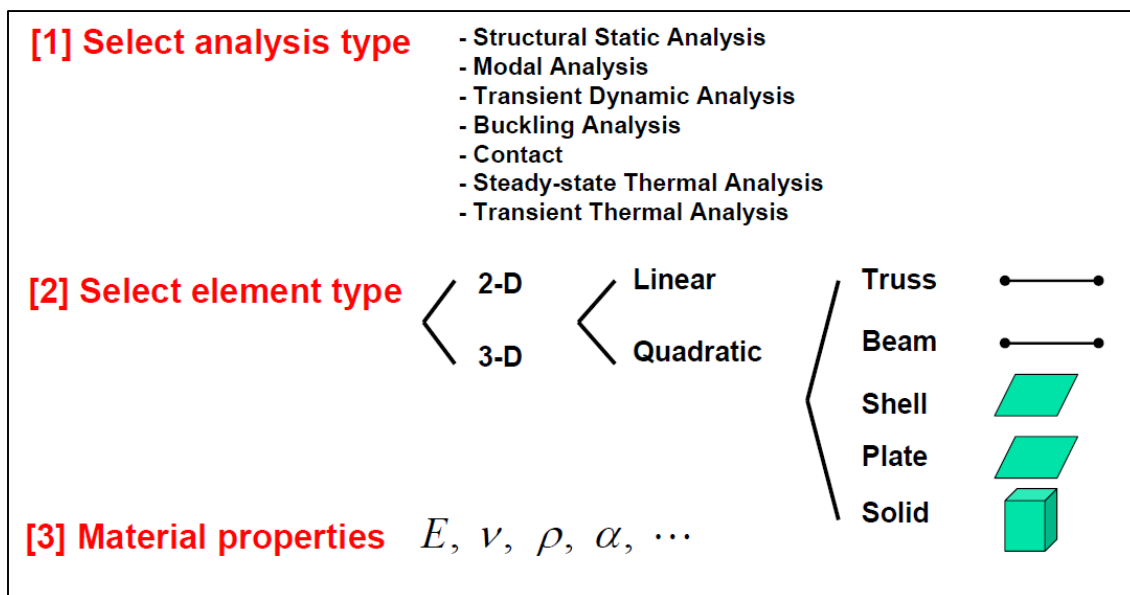 [1] Select analysis type
- Structural Static Analysis
- Modal Analysis
- Transient Dynamic Analysis
- Buckling Analysis
- Contact
- Steady-state Thermal Analysis
- Transient Thermal Analysis
[2] Select element type
2-D
3-D
Linear
Quadratic
Truss
Beam
Shell
Plate
Solid
[3] Material properties E, ν, ρ, α, ⋯